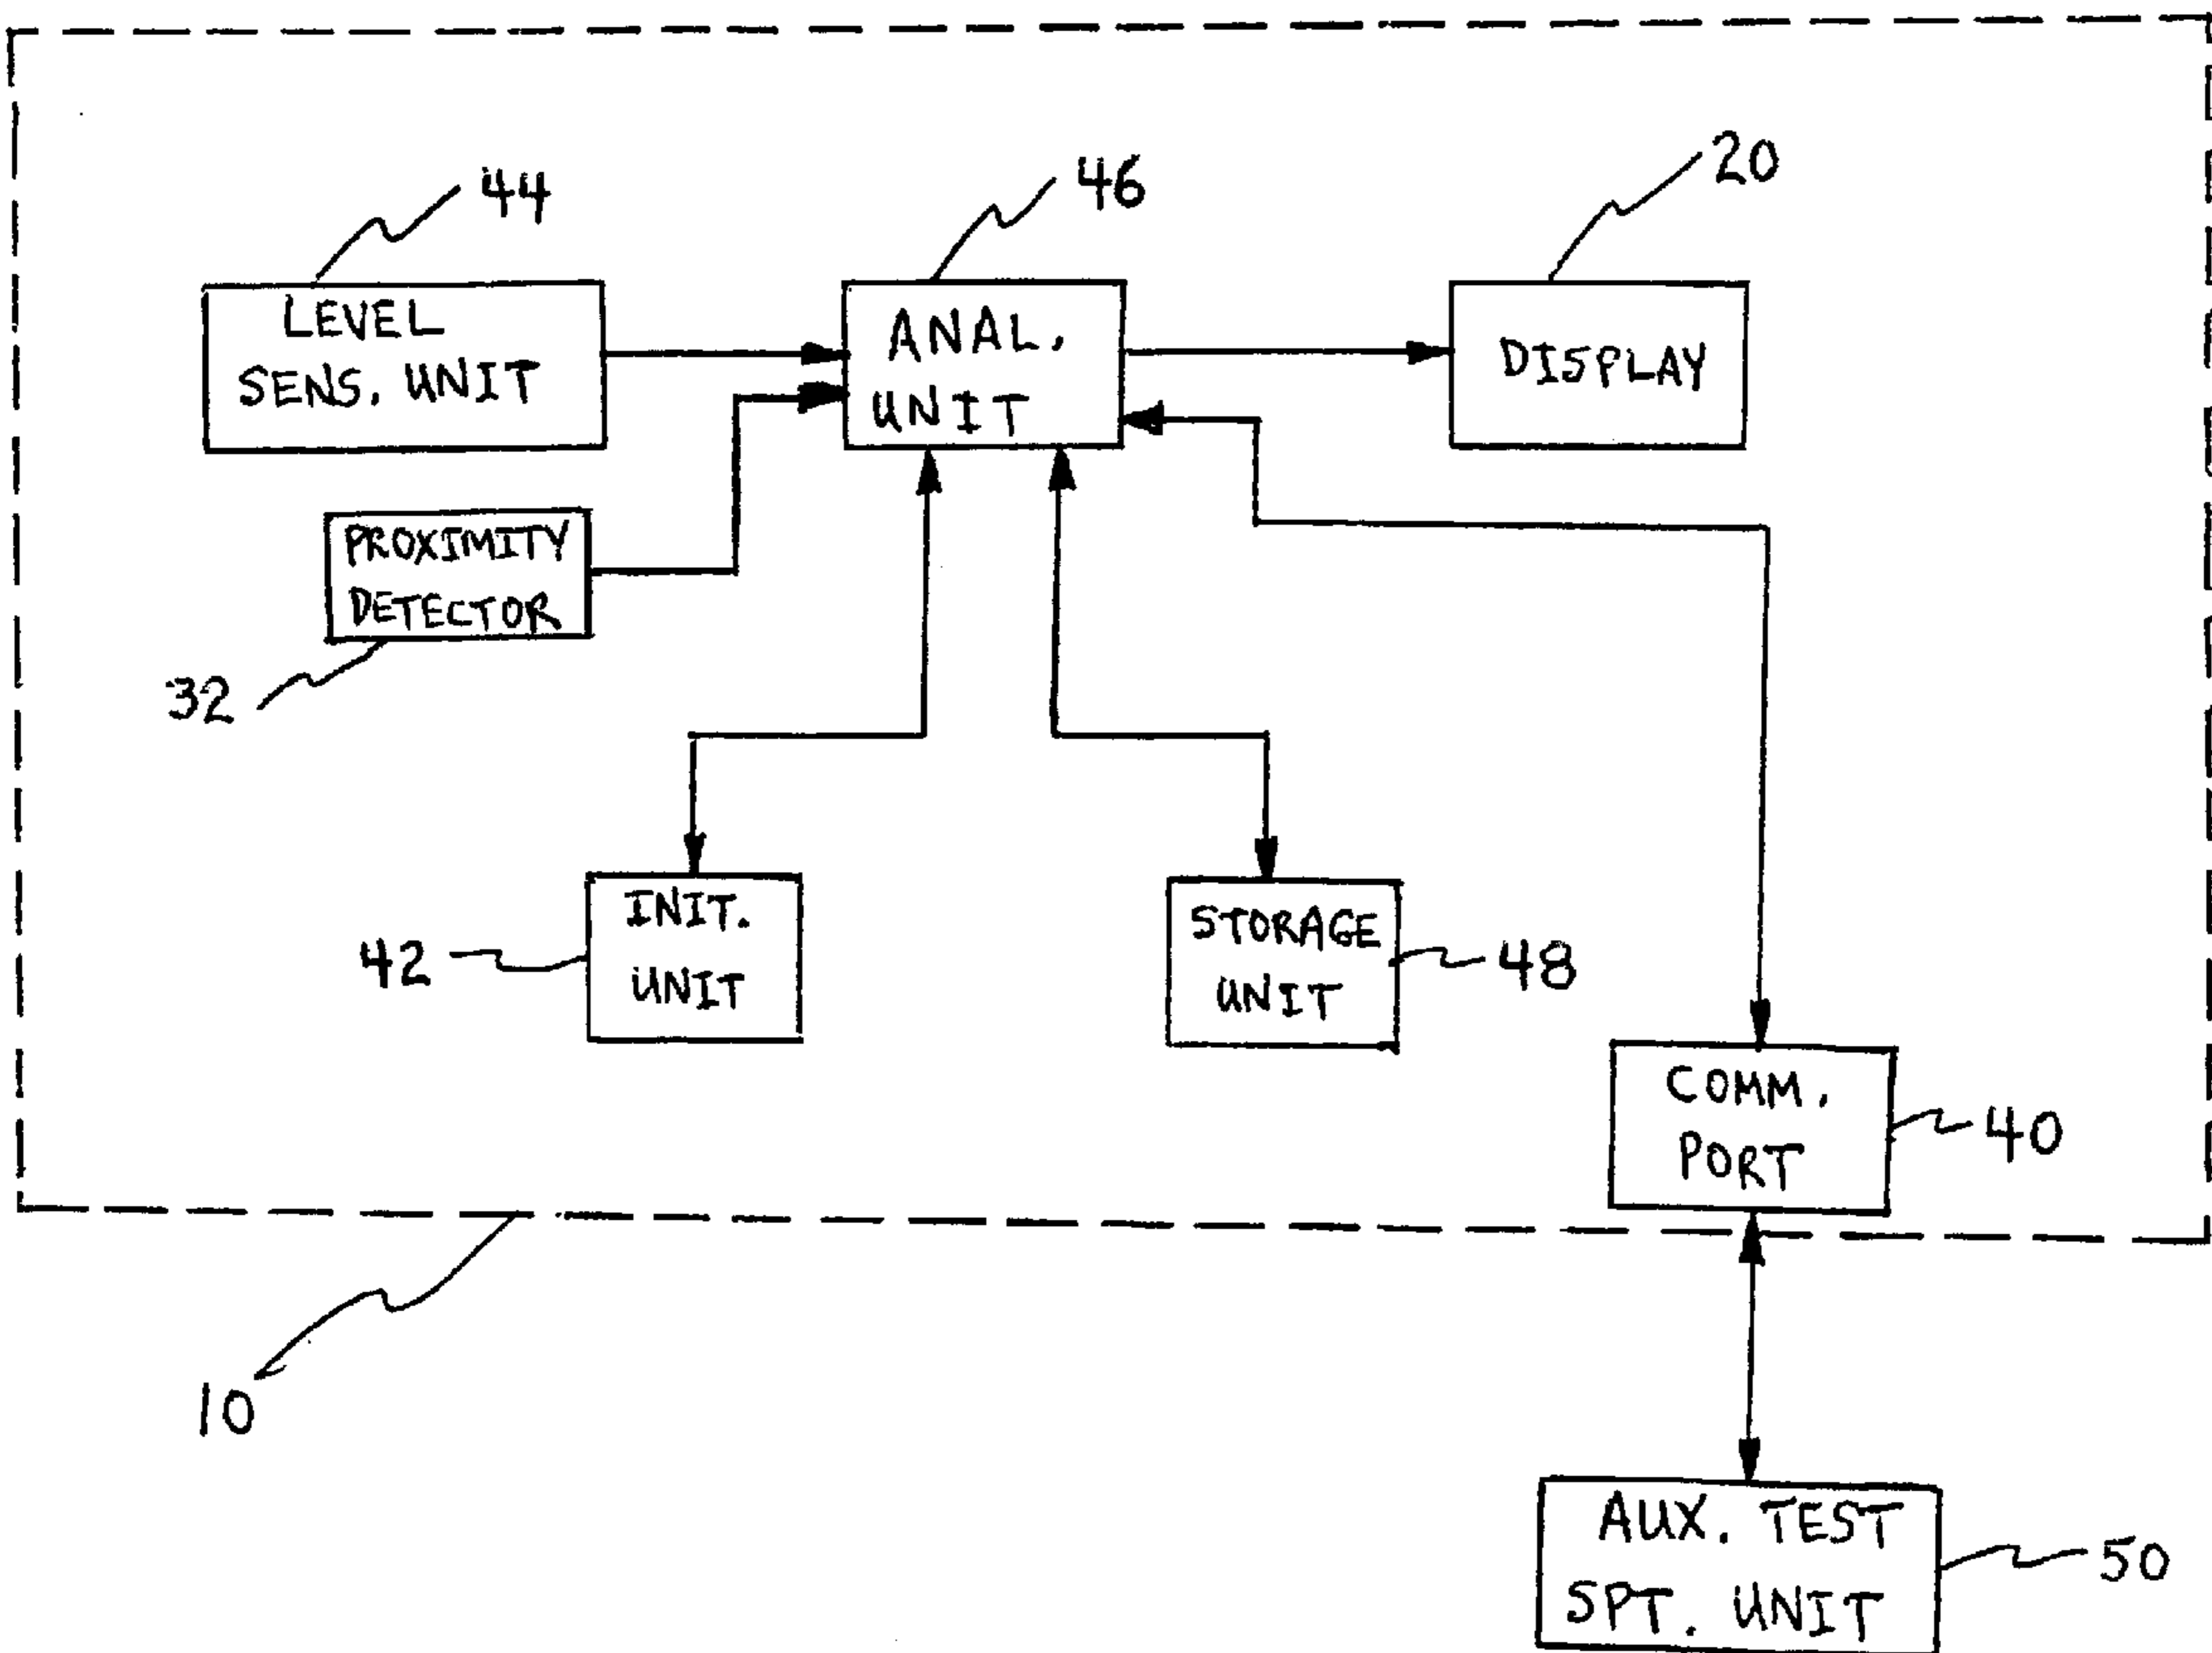 44
46
20
LEVEL
SENS. UNIT
ANAL.
UNIT
DISPLAY
PROXIMITY
DETECTOR
32
INIT.
UNIT
42
STORAGE
UNIT
48
COMM.
PORT
40
10
AUX. TEST
SPT. UNIT
50